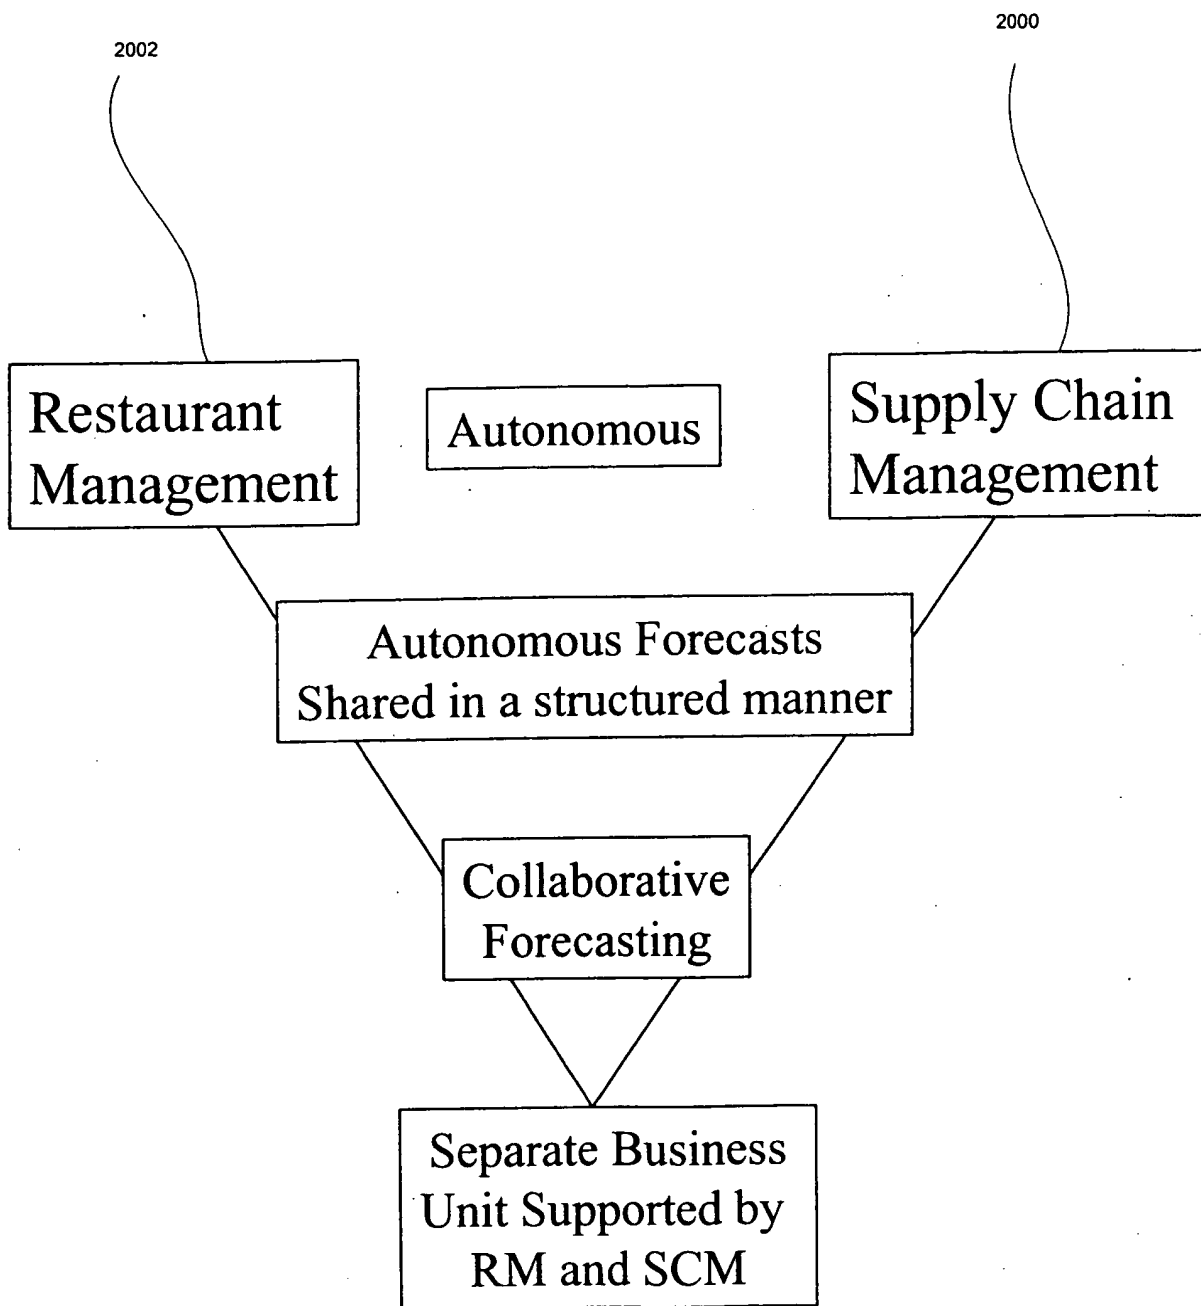 2002
2000
Restaurant
Management
Autonomous
Supply Chain
Management
Autonomous Forecasts
Shared in a structured manner
Collaborative
Forecasting
Separate Business
Unit Supported by
RM and SCM